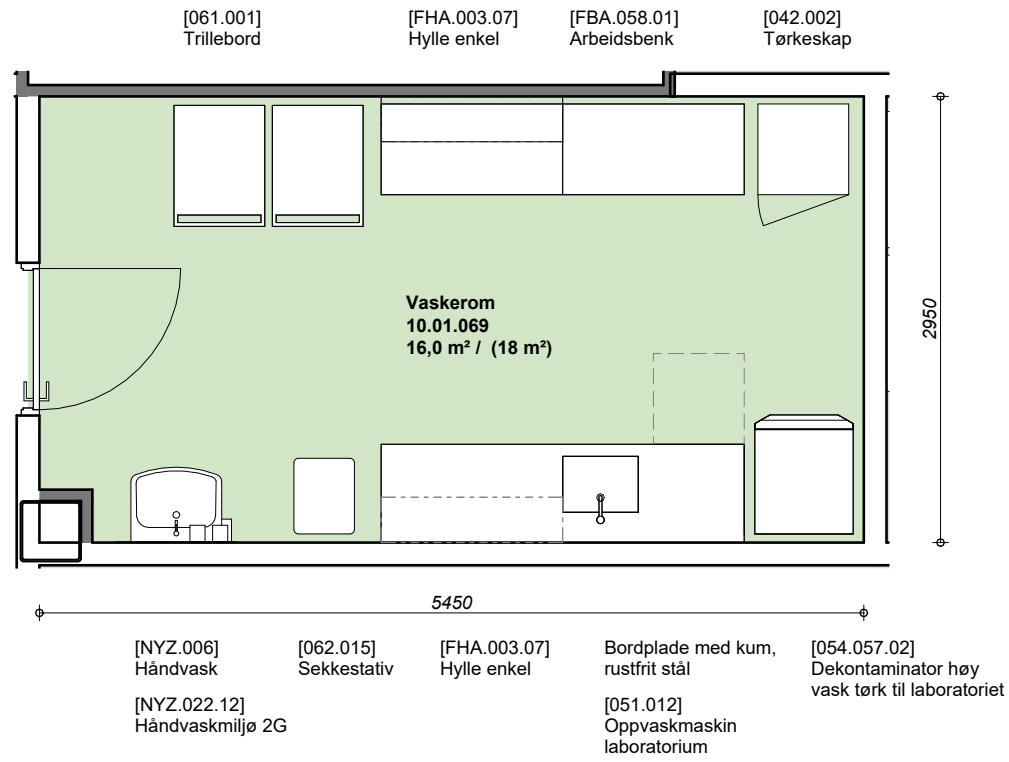 [061.001]
Trillebord
[FHA.003.07]
Hylle enkel
[FBA.058.01]
Arbeidsbenk
[042.002]
Tørkeskap
Vaskerom
10.01.069
16,0 m² / (18 m²)
2950
5450
[NYZ.006]
Håndvask
[NYZ.022.12]
Håndvaskmiljø 2G
[062.015]
Sekkestativ
[FHA.003.07]
Hylle enkel
Bordplade med kum,
rustfrit stål
[051.012]
Oppvaskmaskin
laboratorium
[054.057.02]
Dekontaminator høy
vask tørk til laboratoriet